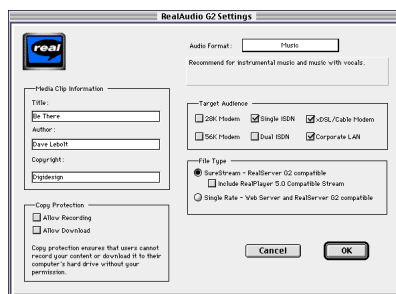 RealAudio G2 Settings
real
Audio Format: Music
Recommend for instrumental music and music with vocals.
Media Clip Information
Title:
Be There
Author:
Dave Lebolt
Copyright:
Digidesign
Target Audience
28K Modem Single ISDN xDSL/Cable Modem
56K Modem Dual ISDN Corporate LAN
File Type
SureStream - RealServer G2 compatible
Include RealPlayer 5.0 Compatible Stream
Single Rate - Web Server and RealServer G2 compatible
Copy Protection
Allow Recording
Allow Download
Copy protection ensures that users cannot
record your content or download it to their
computer's hard drive without your
permission.
Cancel OK